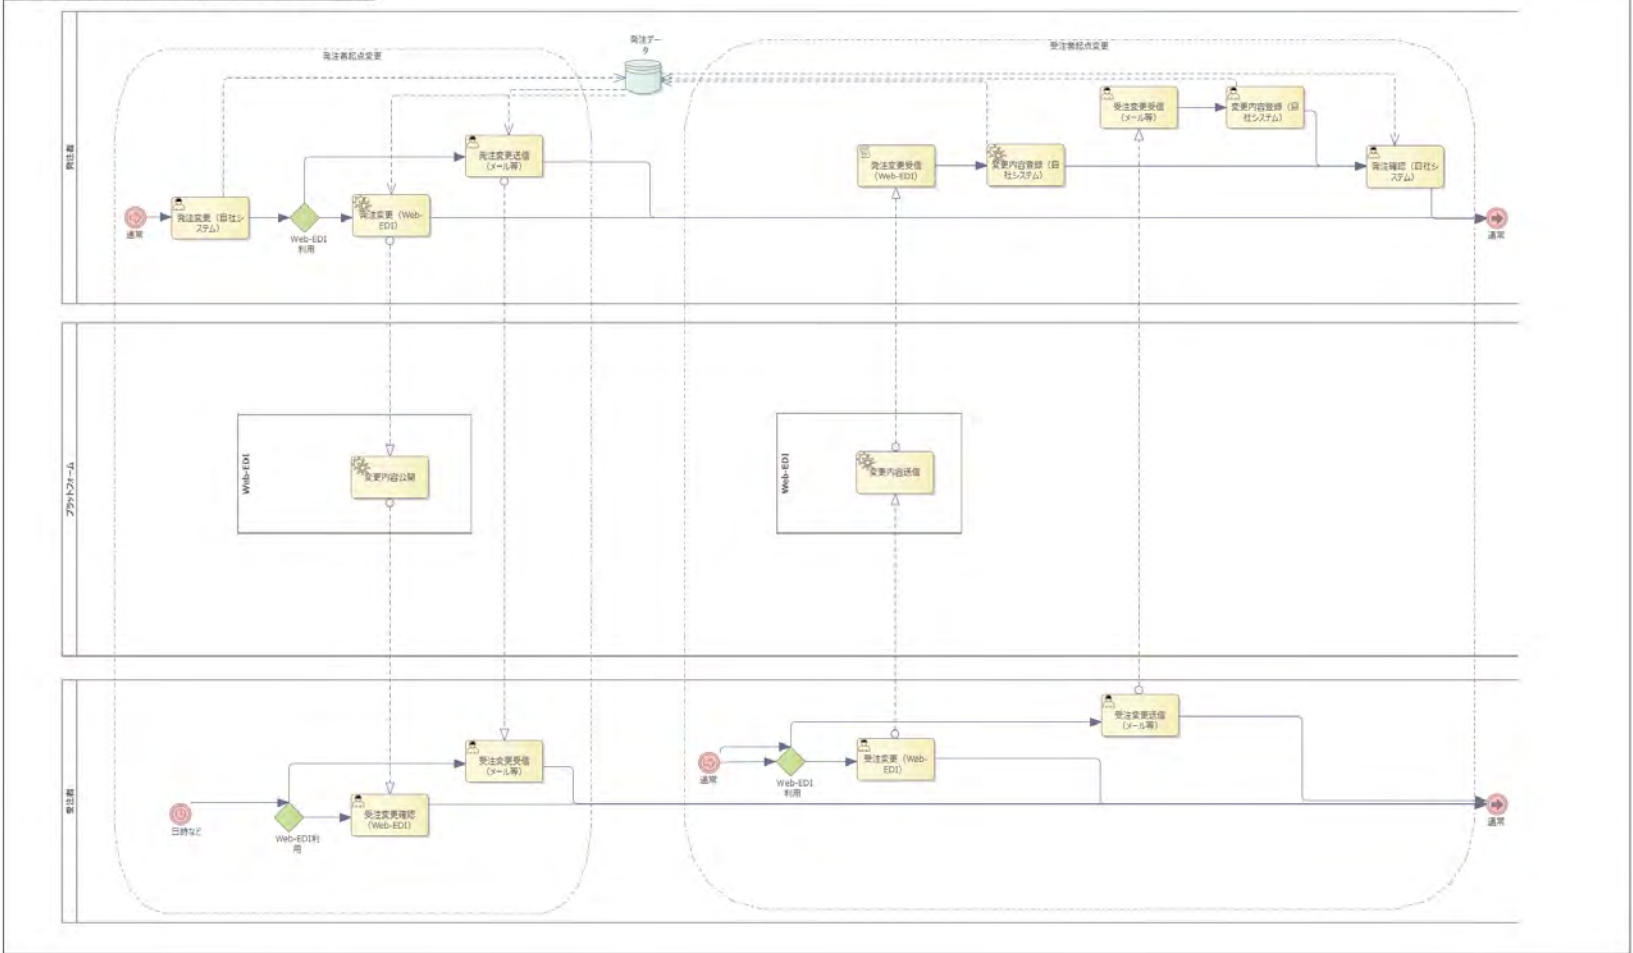 発注データ
発注者起点変更
受注者起点変更
発注者
通常
発注変更(自社システム)
Web-EDI
利用
発注変更(Web-
EDI)
発注変更送信
(メール等)
発注変更受信
(Web-EDI)
変更内容登録(自
社システム)
受注変更受信
(メール等)
変更内容登録(自
社システム)
発注確認(自社シ
ステム)
通常
プラットフォーム
Web-EDI
変更内容公開
Web-EDI
変更内容送信
受注者
日時など
Web-EDI利
用
受注変更確認
(Web-EDI)
受注変更受信
(メール等)
通常
Web-EDI
利用
受注変更(Web-
EDI)
受注変更送信
(メール等)
通常